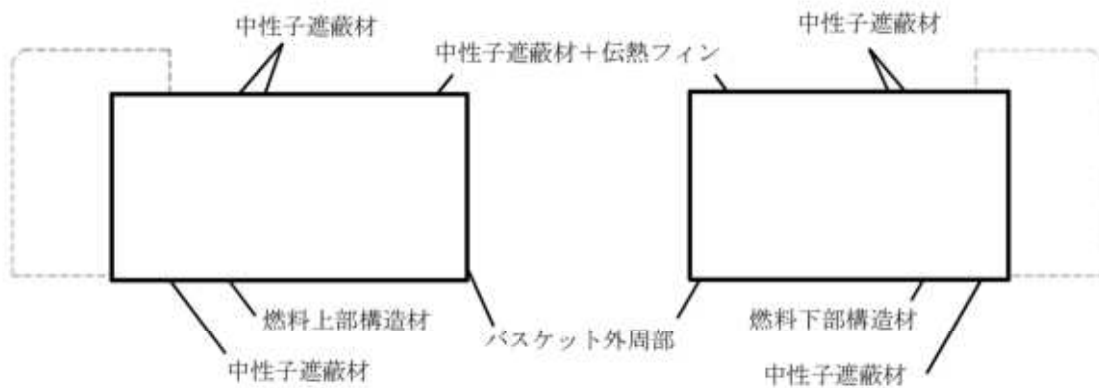 中性子遮蔽材
中性子遮蔽材
中性子遮蔽材＋伝熱フィン
燃料上部構造材
バスケット外周部
燃料下部構造材
中性子遮蔽材
中性子遮蔽材